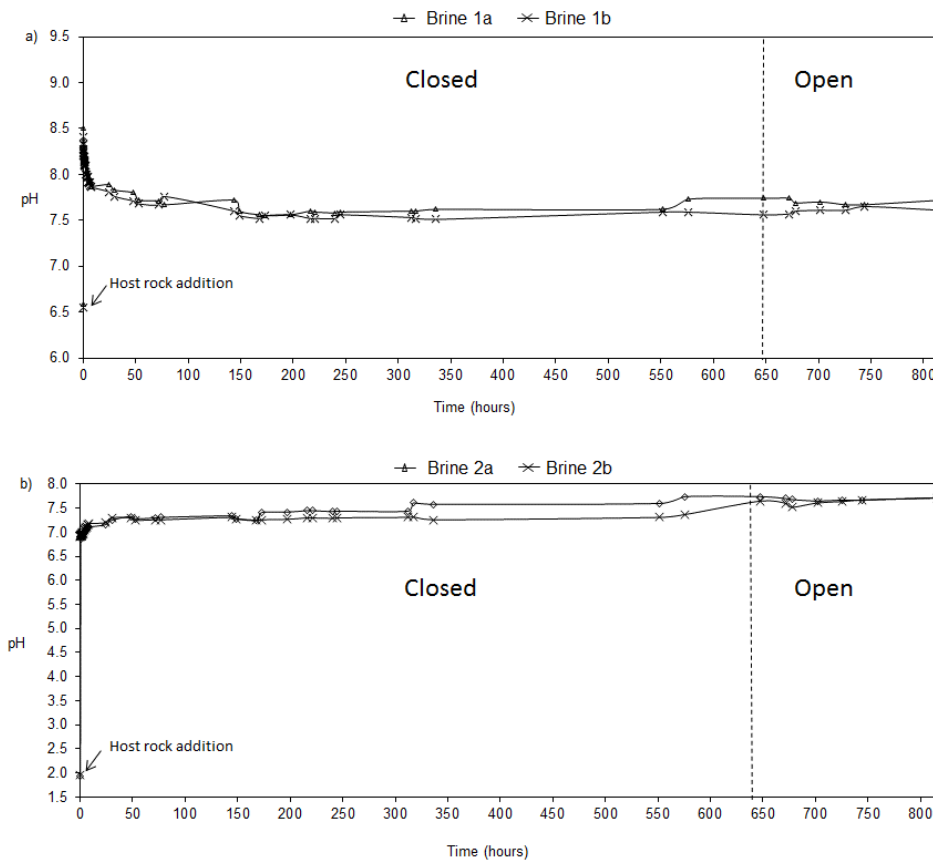 Brine 1a Brine 1b
a)
9.5
9.0
8.5
8.0
7.5
7.0
6.5
6.0
pH
Closed Open
Host rock addition
0 50 100 150 200 250 300 350 400 450 500 550 600 650 700 750 800
Time (hours)
Brine 2a Brine 2b
b)
8.0
7.5
7.0
6.5
6.0
5.5
5.0
4.5
4.0
3.5
3.0
2.5
2.0
1.5
pH
Closed Open
Host rock addition
0 50 100 150 200 250 300 350 400 450 500 550 600 650 700 750 800
Time (hours)